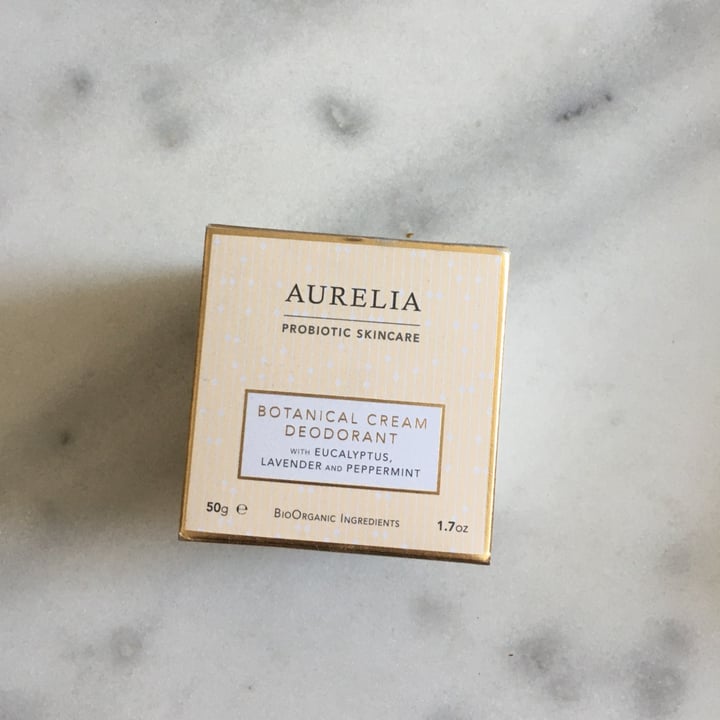 AURELIA
PROBIOTIC SKINCARE
BOTANICAL CREAM
DEODORANT
WITH EUCALYPTUS,
LAVENDER AND PEPPERMINT
50g ℮ BIOORGANIC INGREDIENTS 1.7oz